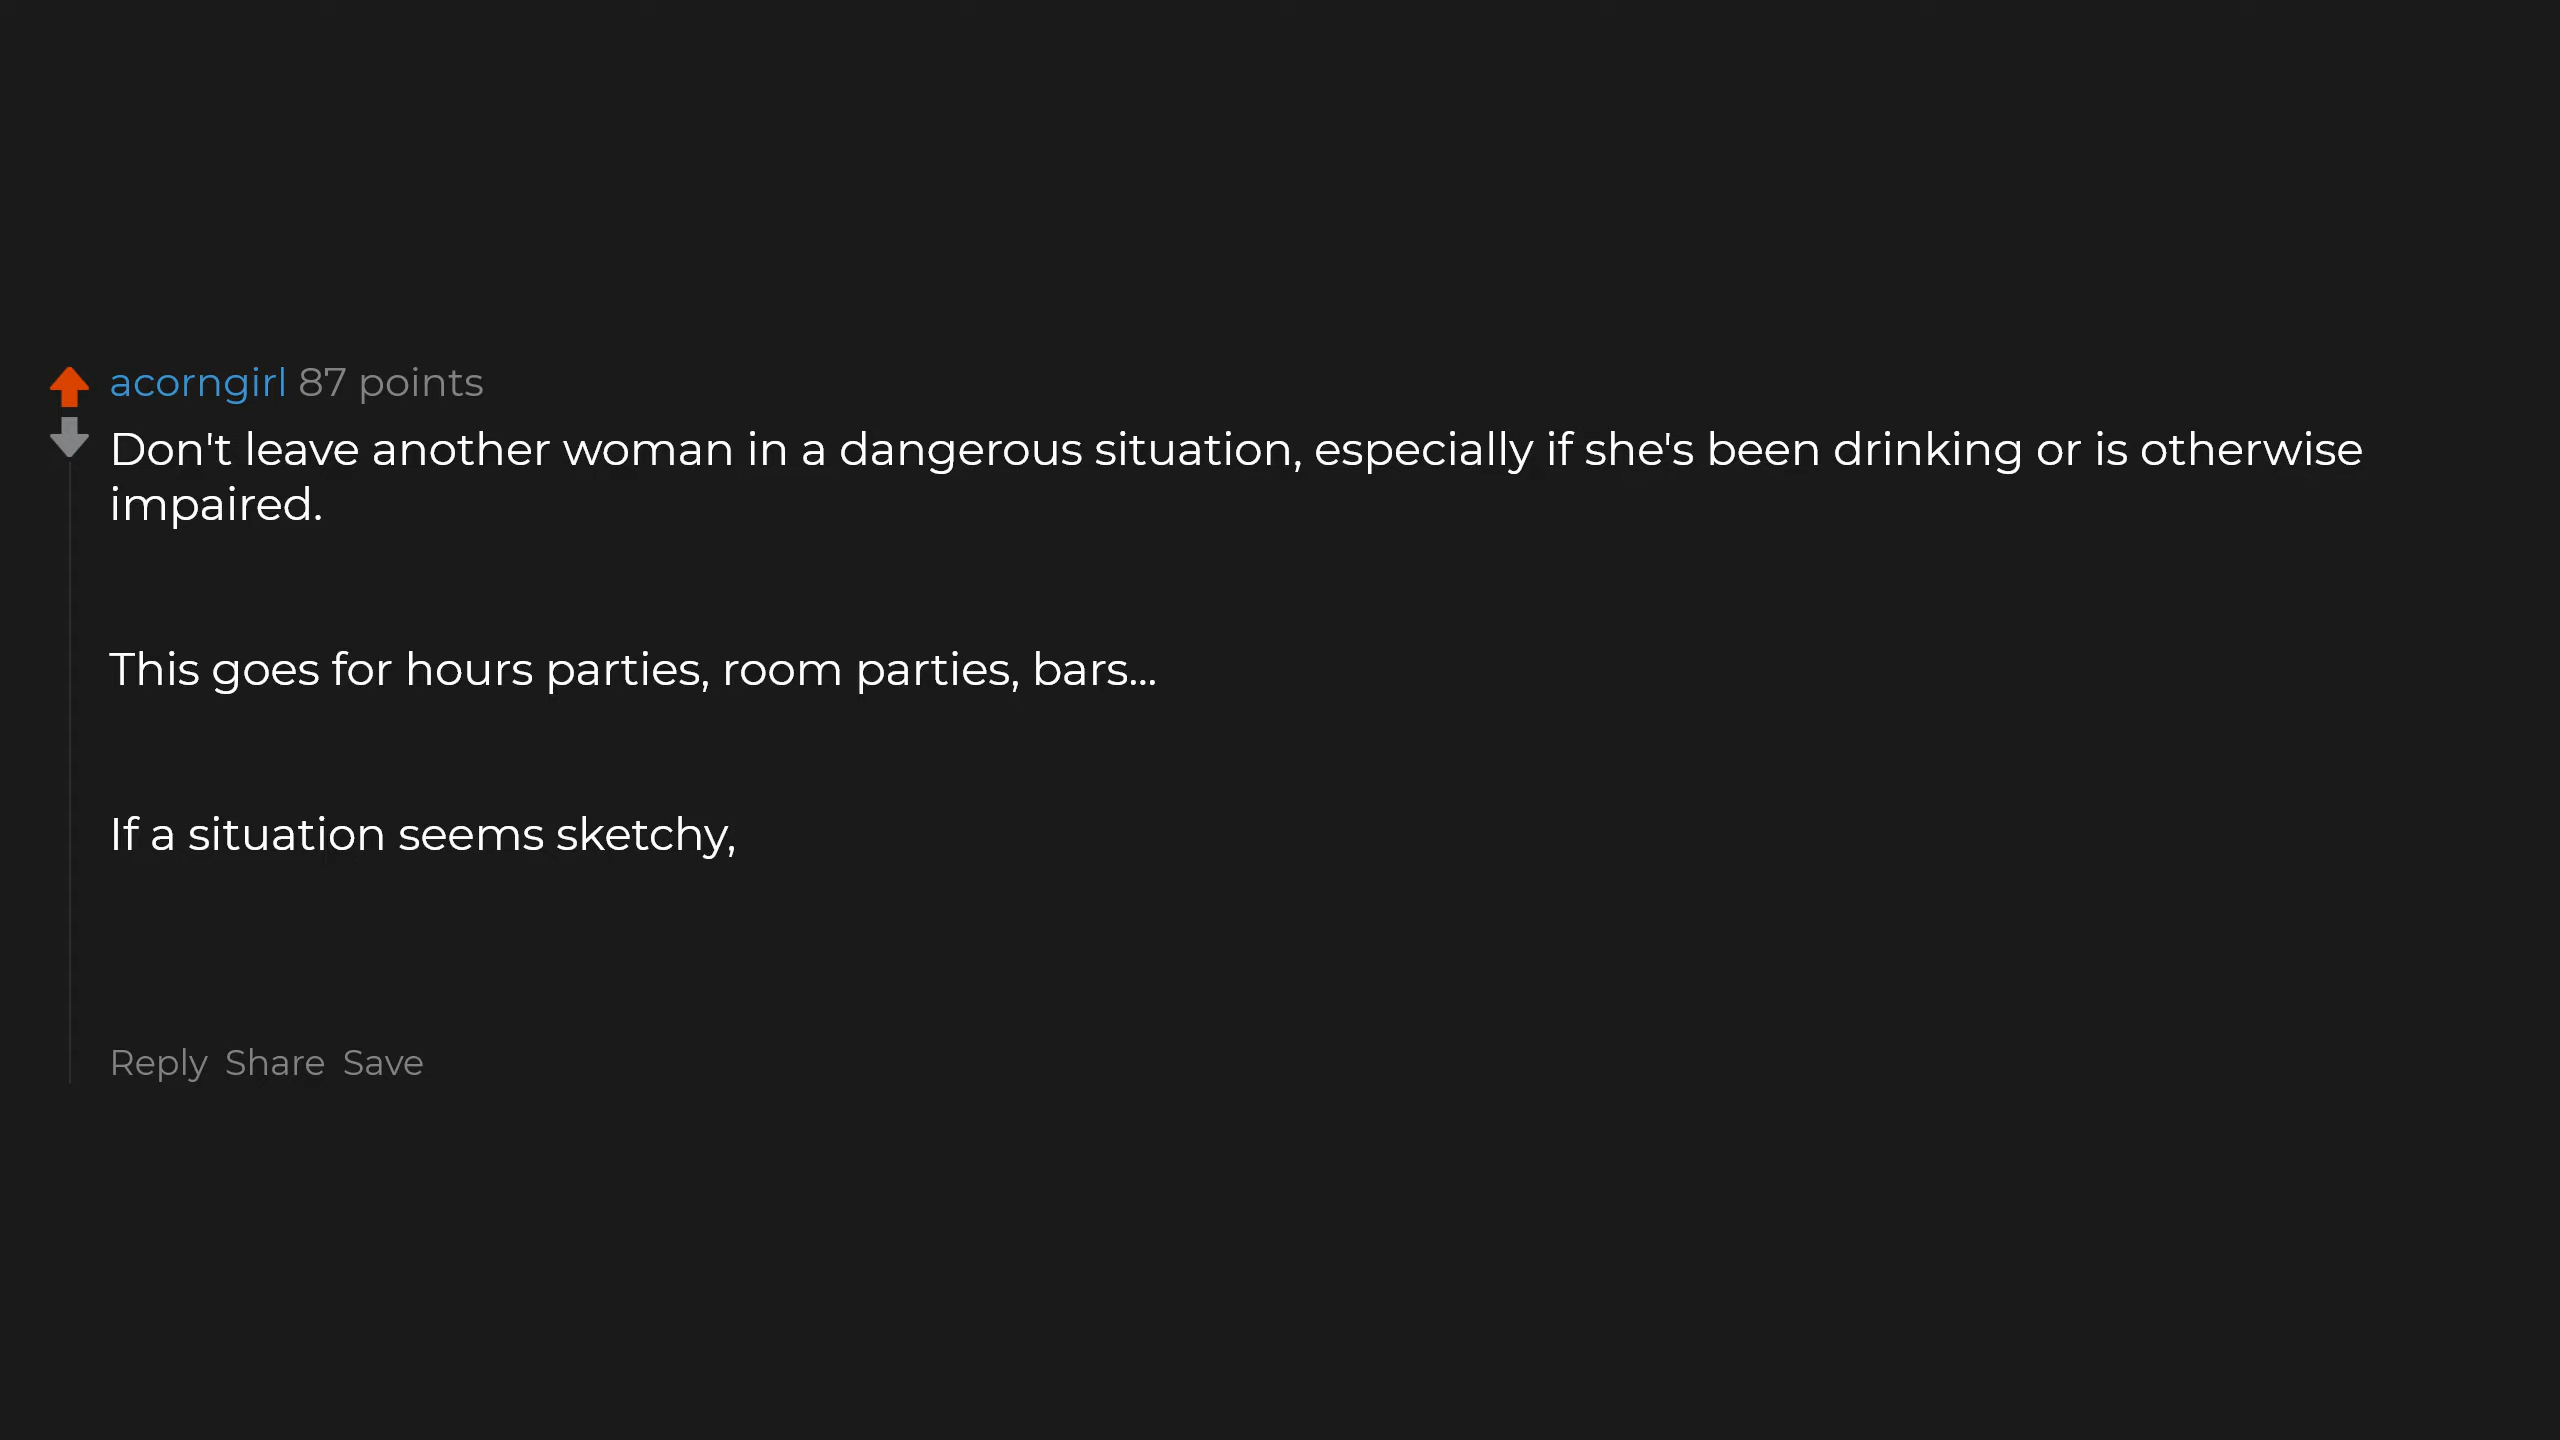 acorngirl 87 points
Don't leave another woman in a dangerous situation, especially if she's been drinking or is otherwise
impaired.
This goes for hours parties, room parties, bars...
If a situation seems sketchy,
Reply Share Save